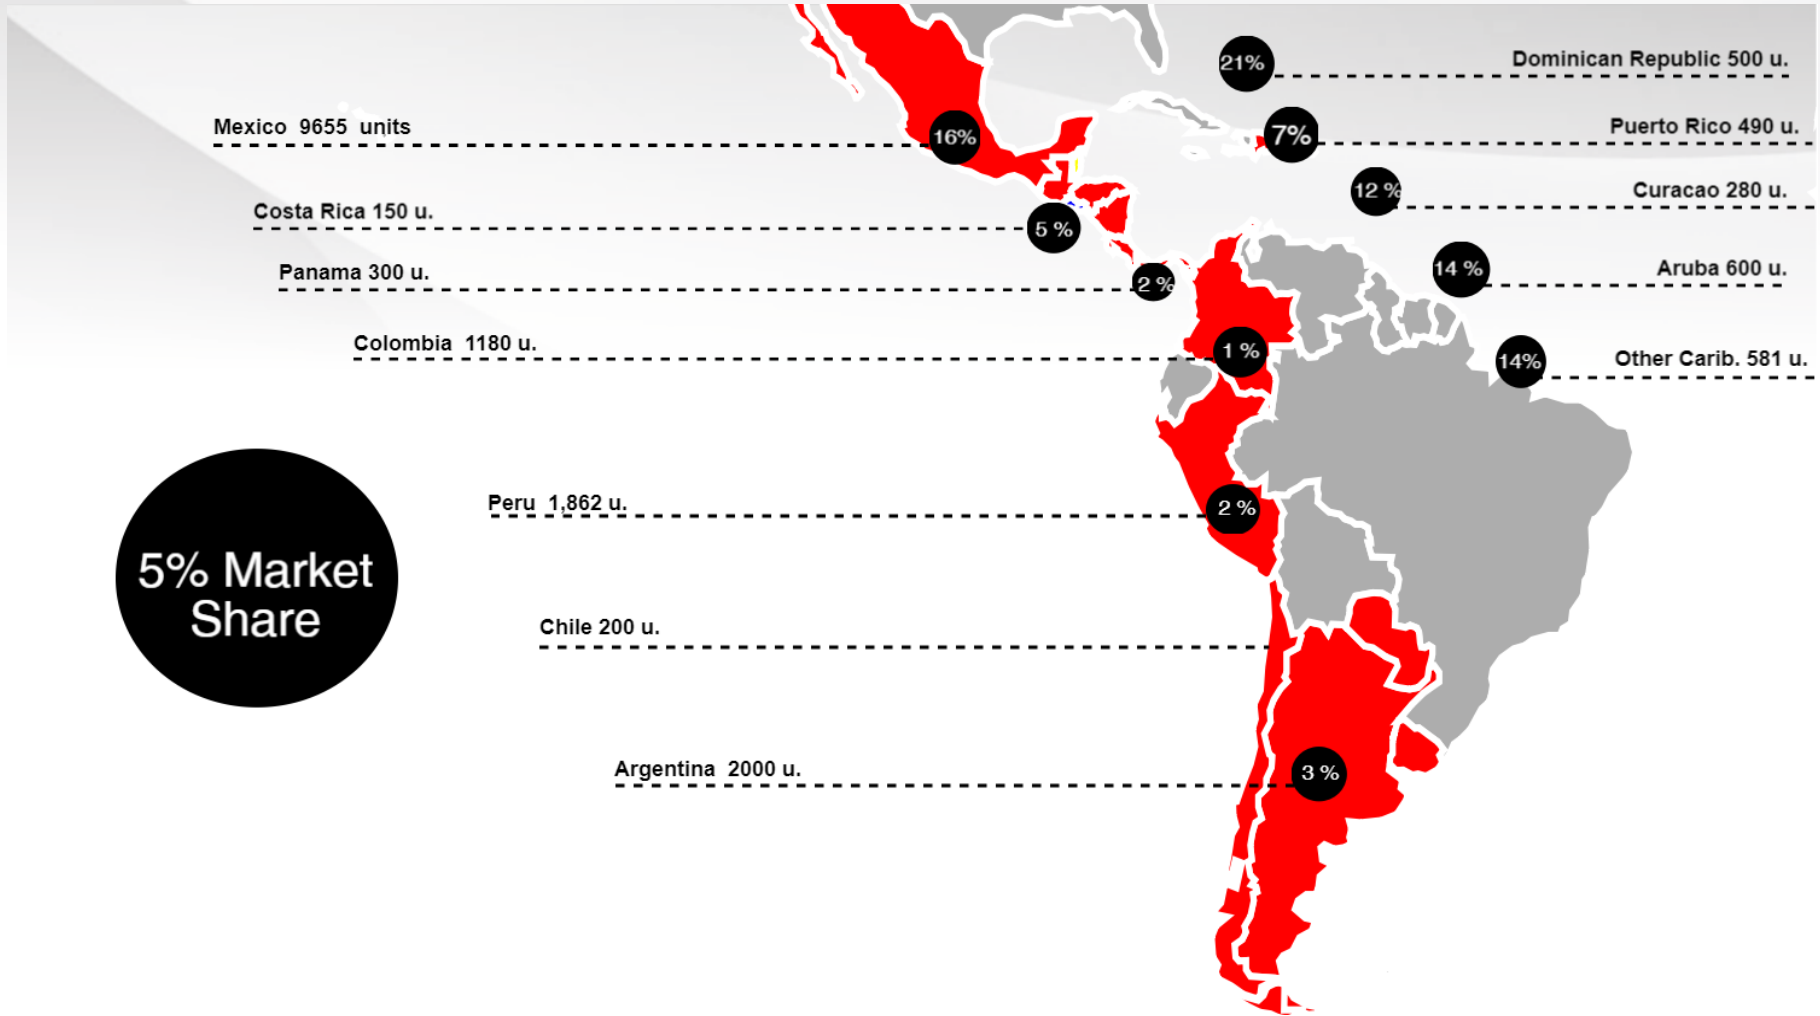 Dominican Republic 500 u.
21%
Mexico 9655 units
16%
7%
Puerto Rico 490 u.
Costa Rica 150 u.
5 %
12 %
Curacao 280 u.
Panama 300 u.
2 %
14 %
Aruba 600 u.
Colombia 1180 u.
1 %
14%
Other Carib. 581 u.
Peru 1,862 u.
2 %
5% Market
Share
Chile 200 u.
Argentina 2000 u.
3 %